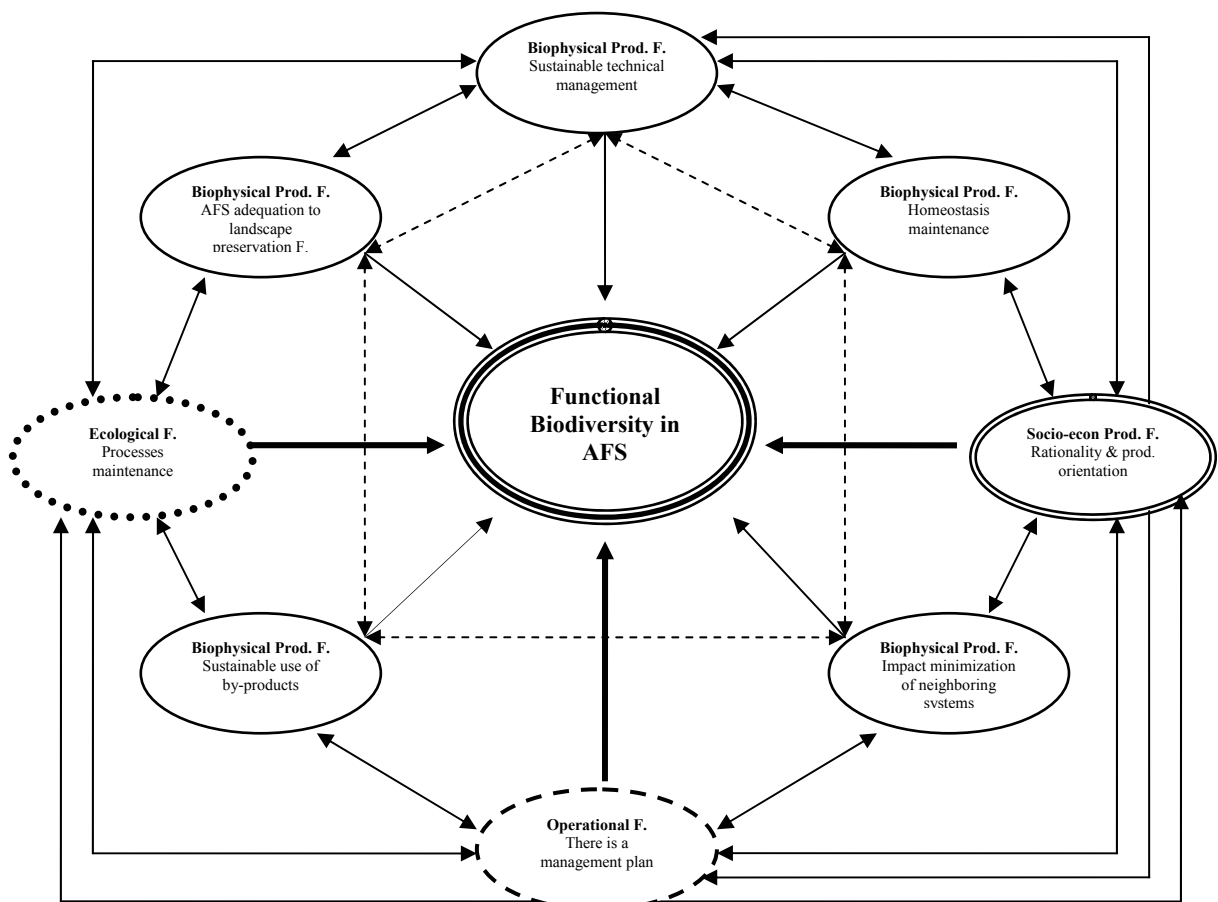 Biophysical Prod. F.
Sustainable technical
management
Biophysical Prod. F.
AFS adequation to
landscape
preservation F.
Biophysical Prod. F.
Homeostasis
maintenance
Functional
Biodiversity in
AFS
Ecological F.
Processes
maintenance
Socio-econ Prod. F.
Rationality & prod.
orientation
Biophysical Prod. F.
Sustainable use of
by-products
Biophysical Prod. F.
Impact minimization
of neighboring
systems
Operational F.
There is a
management plan